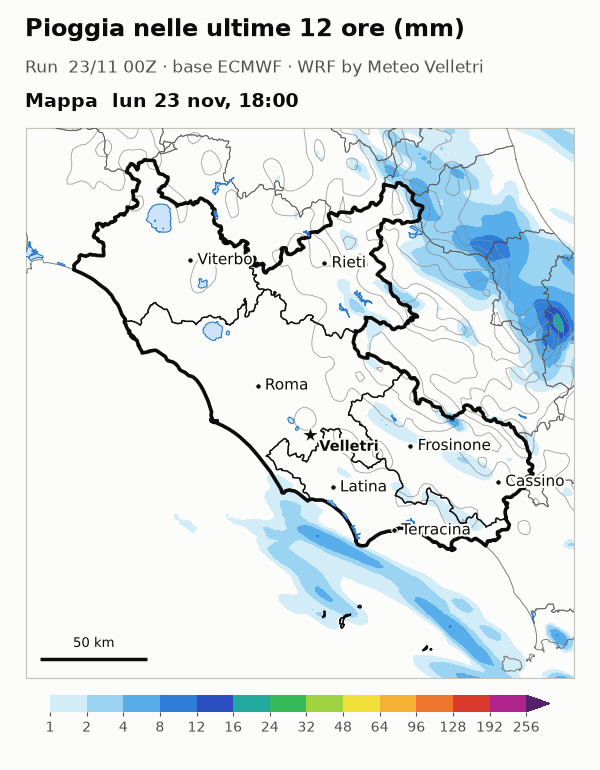 Pioggia nelle ultime 12 ore (mm)
Run  23/11 00Z · base ECMWF · WRF by Meteo Velletri
Mappa  lun 23 nov, 18:00
Viterbo
Rieti
Roma
Velletri
Frosinone
Cassino
Latina
Terracina
50 km
1 2 4 8 12 16 24 32 48 64 96 128 192 256